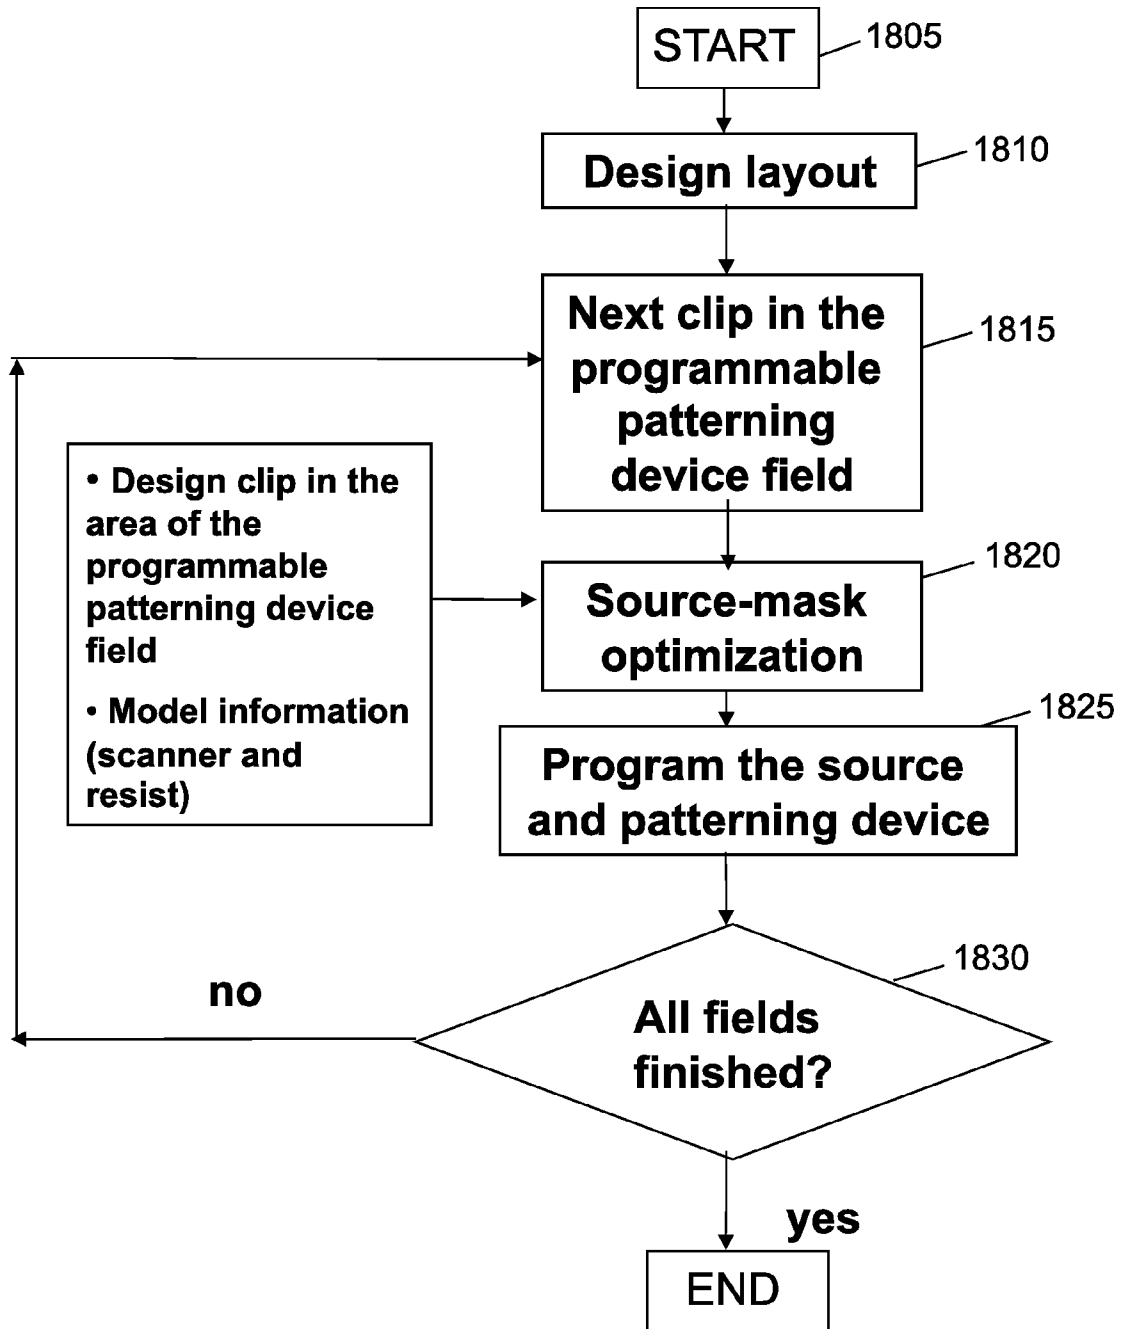 START
1805
Design layout
1810
Next clip in the
programmable
patterning
device field
1815
• Design clip in the
area of the
programmable
patterning device
field
• Model information
(scanner and
resist)
Source-mask
optimization
1820
Program the source
and patterning device
1825
All fields
finished?
1830
no
yes
END